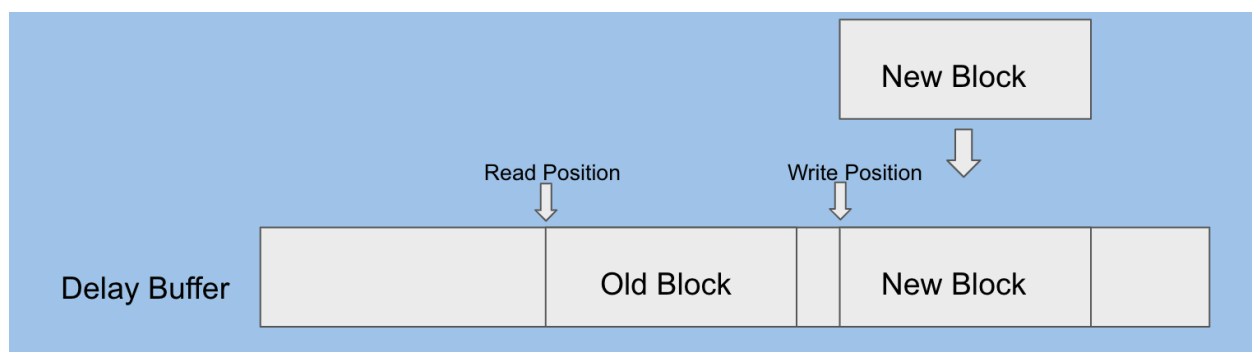 New Block
Read Position
Write Position
Delay Buffer
Old Block
New Block